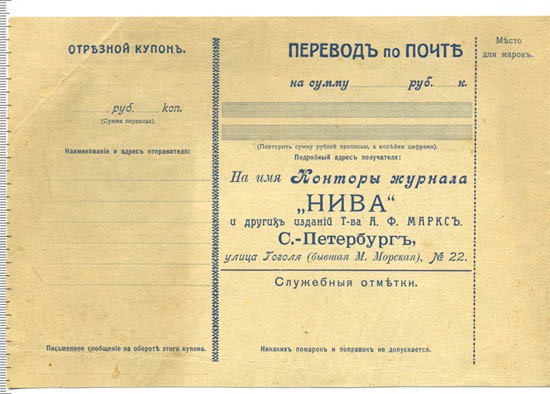 ОТРѢЗНОЙ КУПОНЪ.
руб. коп.
(Сумма перевода).
Наименованіе и адресъ отправителя:
Письменное сообщеніе на оборотѣ этого купона.
ПЕРЕВОДЪ по ПОЧТѢ
на сумму руб. к.
(Повторить сумму рублей прописью, а копѣйки цифрами).
Подробный адресъ получателя:
На имя Конторы журнала
„НИВА“
и другихъ изданій Т-ва А. Ф. МАРКСЪ.
С.-Петербургъ,
улица Гоголя (бывшая М. Морская), № 22.
Служебныя отмѣтки.
Никакихъ помарокъ и поправокъ не допускается.
Мѣсто
для марокъ.